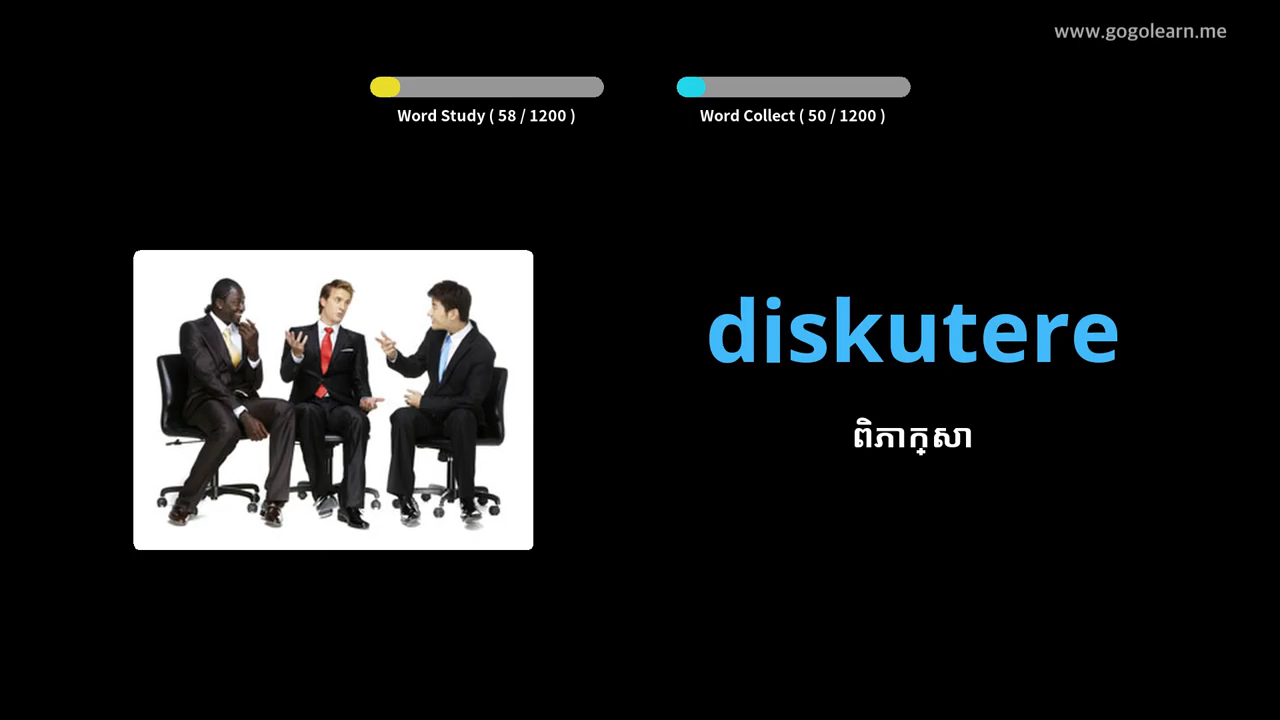 www.gogolearn.me
Word Study ( 58 / 1200 )
Word Collect ( 50 / 1200 )
diskutere
ពិភាក្សា